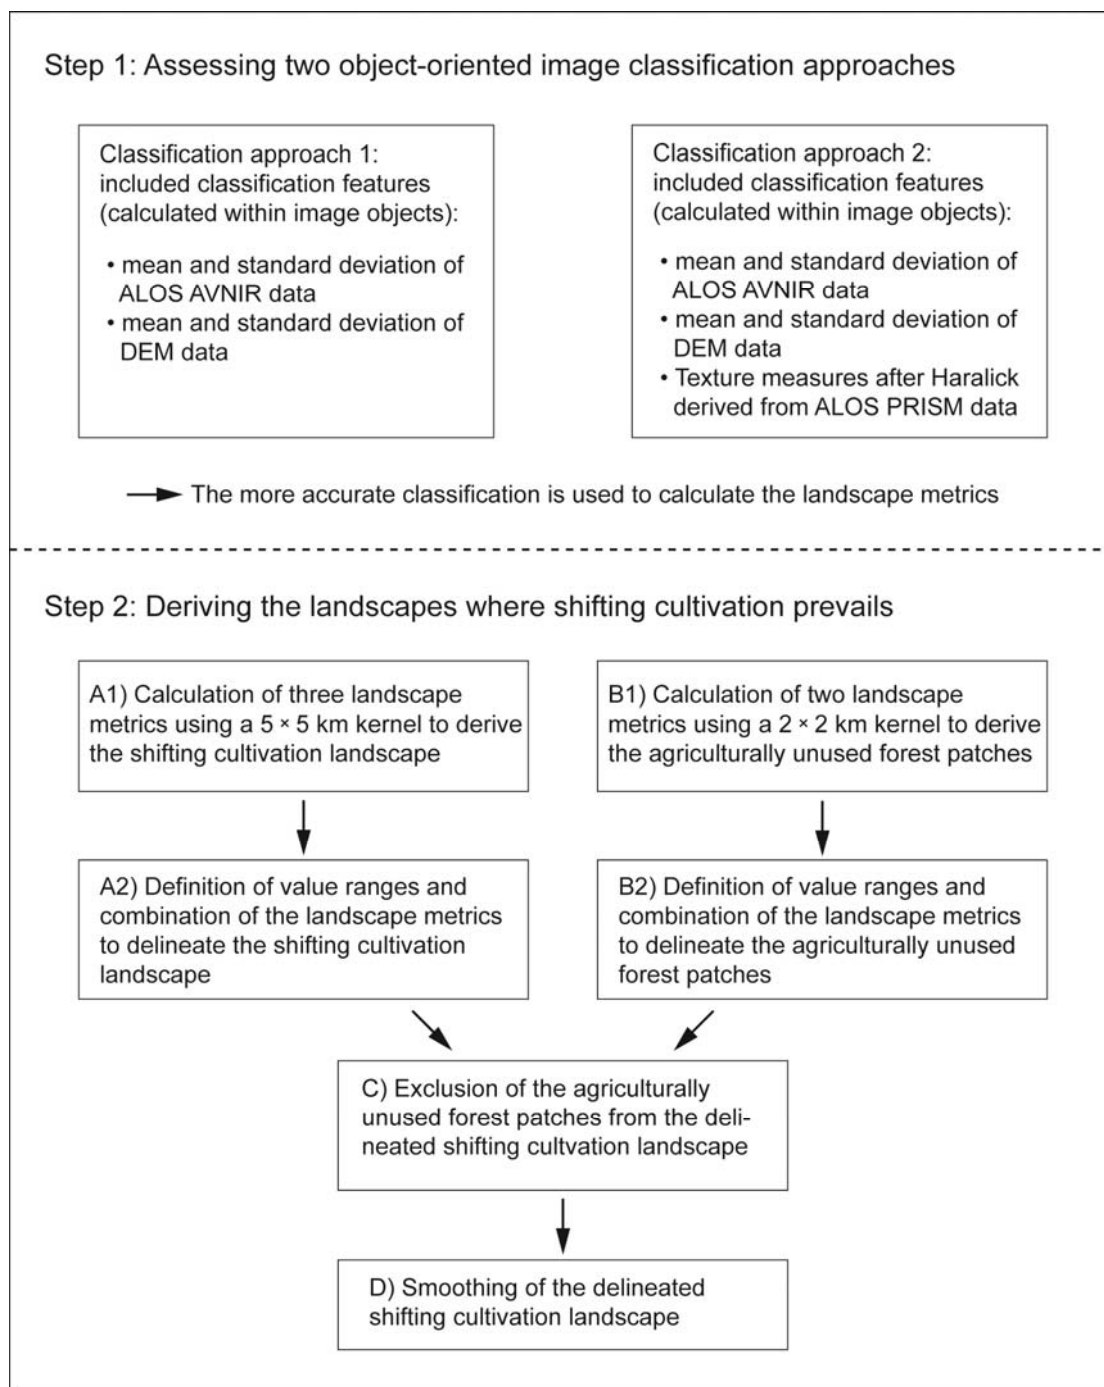 Step 1: Assessing two object-oriented image classification approaches
Classification approach 1:
included classification features
(calculated within image objects):
• mean and standard deviation of
ALOS AVNIR data
• mean and standard deviation of
DEM data
Classification approach 2:
included classification features
(calculated within image objects):
• mean and standard deviation of
ALOS AVNIR data
• mean and standard deviation of
DEM data
• Texture measures after Haralick
derived from ALOS PRISM data
The more accurate classification is used to calculate the landscape metrics
Step 2: Deriving the landscapes where shifting cultivation prevails
A1) Calculation of three landscape
metrics using a 5 × 5 km kernel to derive
the shifting cultivation landscape
B1) Calculation of two landscape
metrics using a 2 × 2 km kernel to derive
the agriculturally unused forest patches
A2) Definition of value ranges and
combination of the landscape metrics
to delineate the shifting cultivation
landscape
B2) Definition of value ranges and
combination of the landscape metrics
to delineate the agriculturally unused
forest patches
C) Exclusion of the agriculturally
unused forest patches from the deli-
neated shifting cultvation landscape
D) Smoothing of the delineated
shifting cultivation landscape